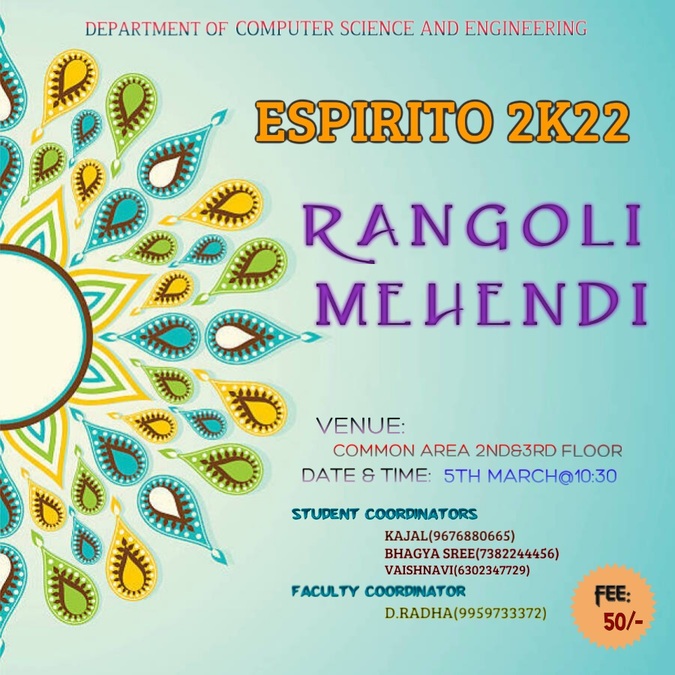 DEPARTMENT OF COMPUTER SCIENCE AND ENGINEERING
ESPIRITO 2K22
RANGOLI
MEHENDI
VENUE:
COMMON AREA 2ND&3RD FLOOR
DATE & TIME: 5TH MARCH@10:30
STUDENT COORDINATORS
KAJAL(9676880665)
BHAGYA SREE(7382244456)
VAISHNAVI(6302347729)
FACULTY COORDINATOR
D.RADHA(9959733372)
FEE:
50/-